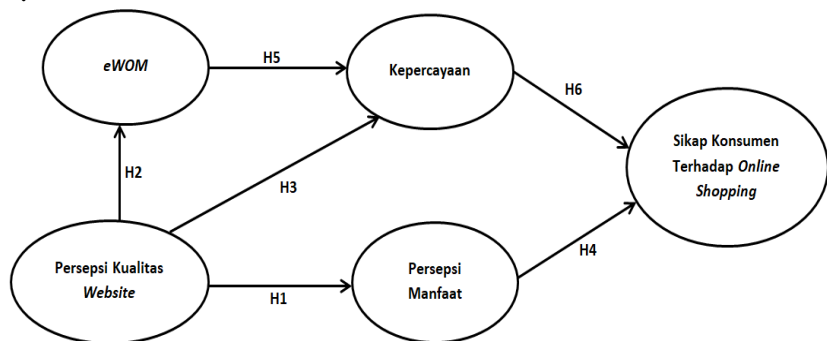 eWOM
H5
Kepercayaan
H6
Sikap Konsumen
Terhadap Online
Shopping
H2
H3
Persepsi Kualitas
Website
H1
Persepsi
Manfaat
H4